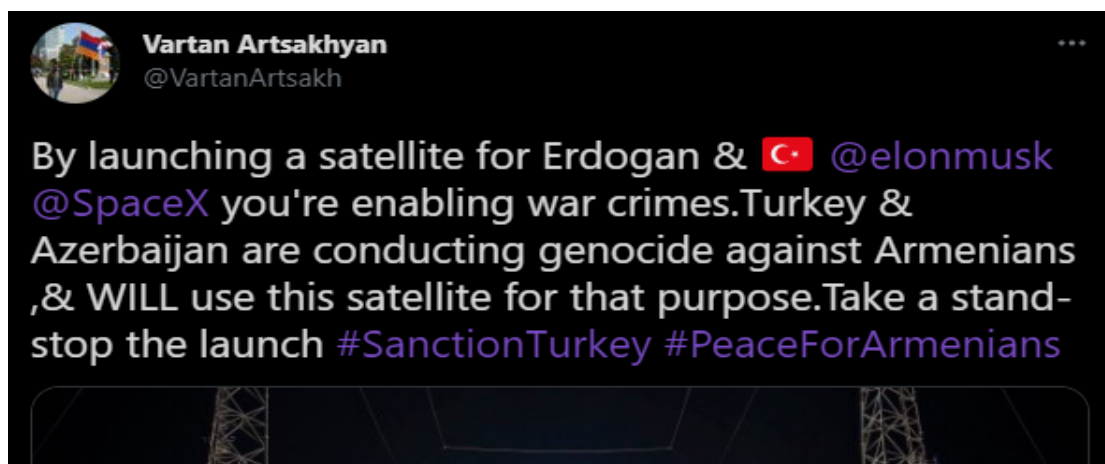 Vartan Artsakhyan
@VartanArtsakh
By launching a satellite for Erdogan & 🇹🇷 @elonmusk
@SpaceX you're enabling war crimes.Turkey &
Azerbaijan are conducting genocide against Armenians
,& WILL use this satellite for that purpose.Take a stand-
stop the launch #SanctionTurkey #PeaceForArmenians